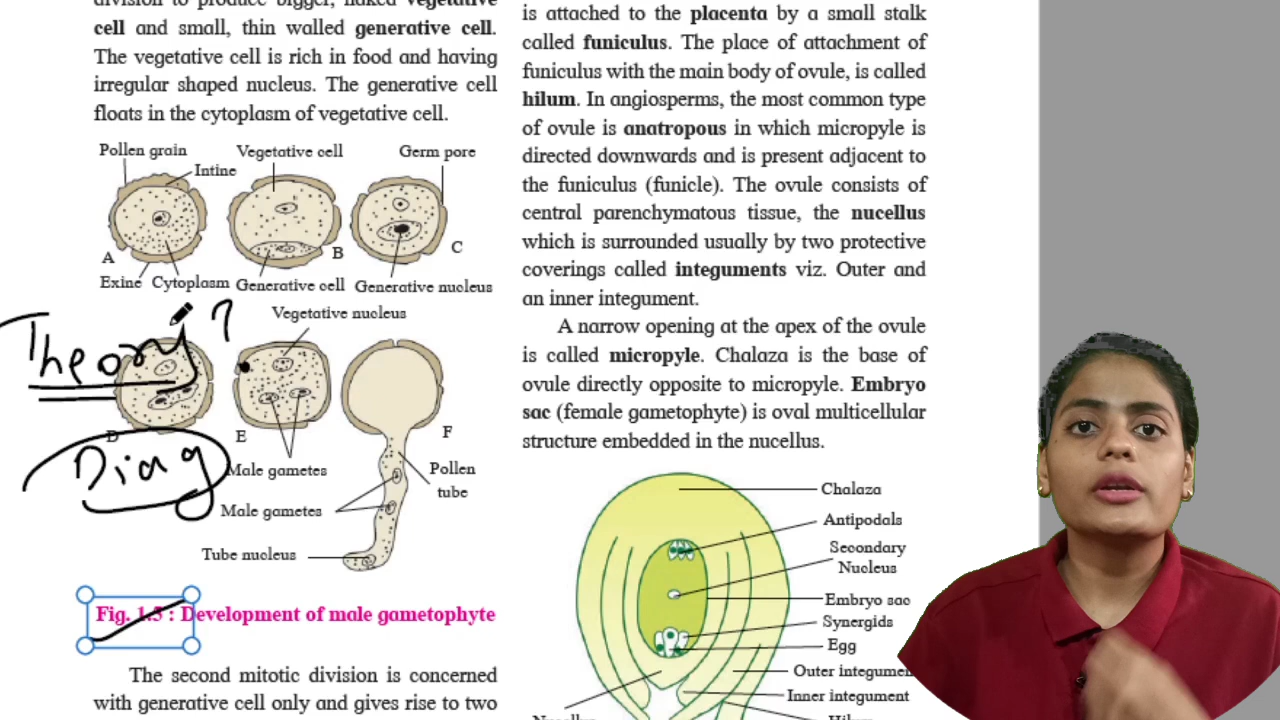 division to produce bigger, naked vegetative
cell and small, thin walled generative cell.
The vegetative cell is rich in food and having
irregular shaped nucleus. The generative cell
floats in the cytoplasm of vegetative cell.
Pollen grain
Vegetative cell
Germ pore
Intine
A
B
C
Exine
Cytoplasm
Generative cell
Generative nucleus
Vegetative nucleus
Theory ?
D
E
F
Diag
Male gametes
Pollen
tube
Male gametes
Tube nucleus
Fig. 1.5 : Development of male gametophyte
The second mitotic division is concerned
with generative cell only and gives rise to two
is attached to the placenta by a small stalk
called funiculus. The place of attachment of
funiculus with the main body of ovule, is called
hilum. In angiosperms, the most common type
of ovule is anatropous in which micropyle is
directed downwards and is present adjacent to
the funiculus (funicle). The ovule consists of
central parenchymatous tissue, the nucellus
which is surrounded usually by two protective
coverings called integuments viz. Outer and
an inner integument.
A narrow opening at the apex of the ovule
is called micropyle. Chalaza is the base of
ovule directly opposite to micropyle. Embryo
sac (female gametophyte) is oval multicellular
structure embedded in the nucellus.
Chalaza
Antipodals
Secondary
Nucleus
Embryo sac
Synergids
Egg
Outer integumen
Inner integument
Hilum
Nucellus